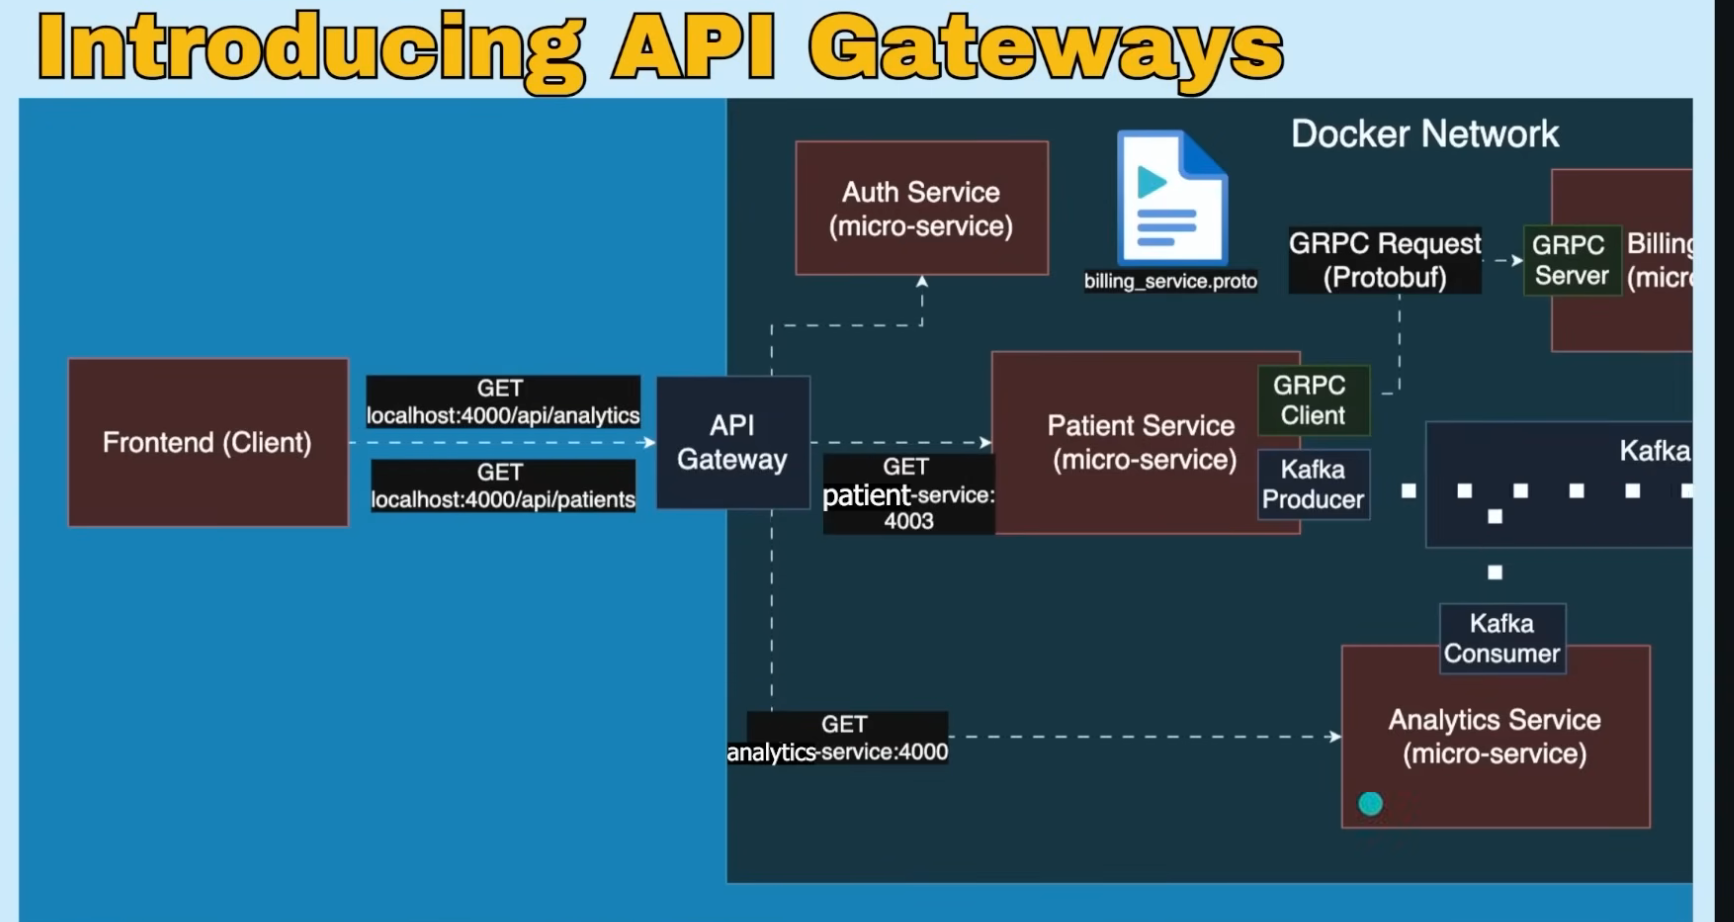 Introducing API Gateways
Docker Network
Auth Service
(micro-service)
billing_service.proto
GRPC Request
(Protobuf)
GRPC
Server
Billing
(micr
Frontend (Client)
GET
localhost:4000/api/analytics
GET
localhost:4000/api/patients
API
Gateway
GET
patient-service:
4003
Patient Service
(micro-service)
GRPC
Client
Kafka
Producer
Kafka
Kafka
Consumer
GET
analytics-service:4000
Analytics Service
(micro-service)